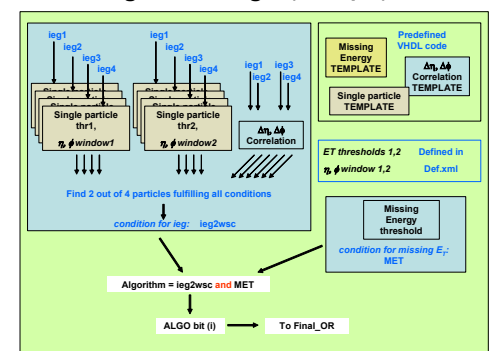 ieg1
ieg2
ieg3
ieg4
ieg1
ieg2
ieg3
ieg4
ieg1
ieg2
ieg3
ieg4
Single particle
Single particle
thr1,
η, ϕ window1
Single particle
Single particle
thr2,
η, ϕ window2
Δη, Δϕ
Correlation
Find 2 out of 4 particles fulfilling all conditions
condition for ieg: ieg2wsc
Missing
Energy
TEMPLATE
Predefined
VHDL code
Δη, Δϕ
Correlation
TEMPLATE
Single particle
TEMPLATE
ET thresholds 1,2 Defined in
η, ϕ window 1,2 Def.xml
Missing
Energy
threshold
condition for missing ET:
MET
Algorithm = ieg2wsc and MET
ALGO bit (i)
To Final_OR